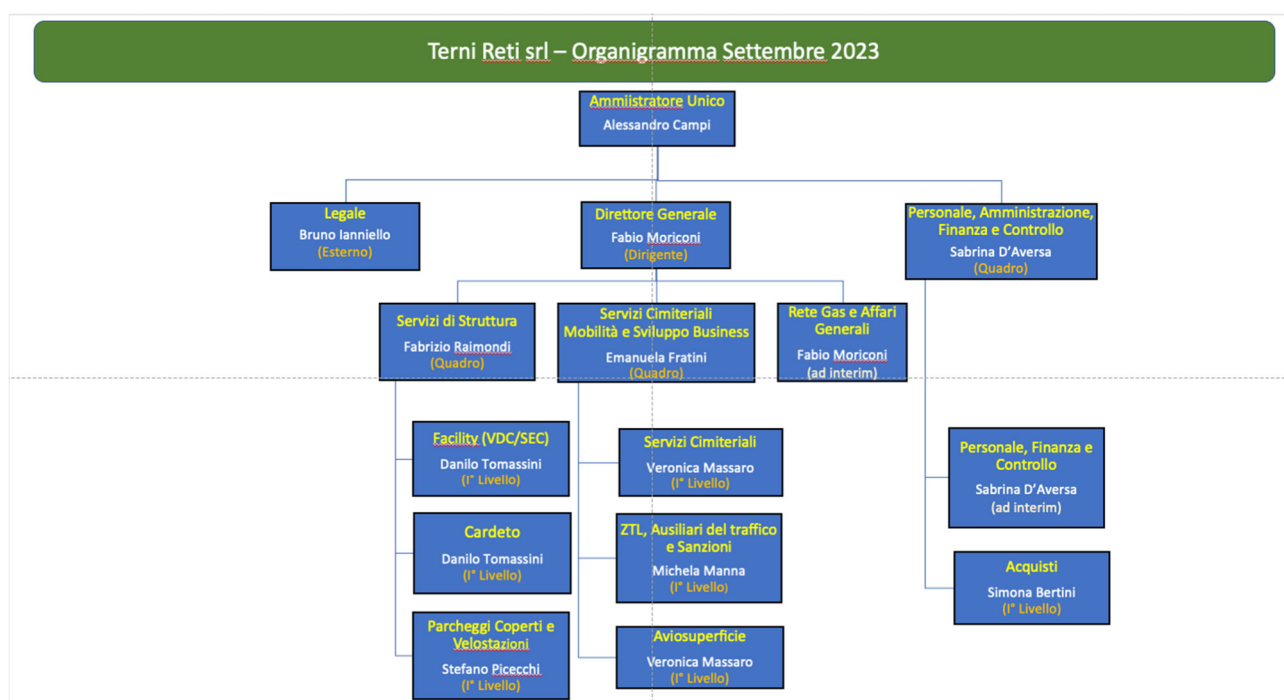 Terni Reti srl – Organigramma Settembre 2023
Ammiistratore Unico
Alessandro Campi
Legale
Bruno Ianniello
(Esterno)
Direttore Generale
Fabio Moriconi
(Dirigente)
Personale, Amministrazione,
Finanza e Controllo
Sabrina D'Aversa
(Quadro)
Servizi di Struttura
Fabrizio Raimondi
(Quadro)
Servizi Cimiteriali
Mobilità e Sviluppo Business
Emanuela Fratini
(Quadro)
Rete Gas e Affari
Generali
Fabio Moriconi
(ad interim)
Facility (VDC/SEC)
Danilo Tomassini
(I° Livello)
Servizi Cimiteriali
Veronica Massaro
(I° Livello)
Personale, Finanza e
Controllo
Sabrina D'Aversa
(ad interim)
Cardeto
Danilo Tomassini
(I° Livello)
ZTL, Ausiliari del traffico
e Sanzioni
Michela Manna
(I° Livello)
Acquisti
Simona Bertini
(I° Livello)
Parcheggi Coperti e
Velostazioni
Stefano Picecchi
(I° Livello)
Aviosuperficie
Veronica Massaro
(I° Livello)